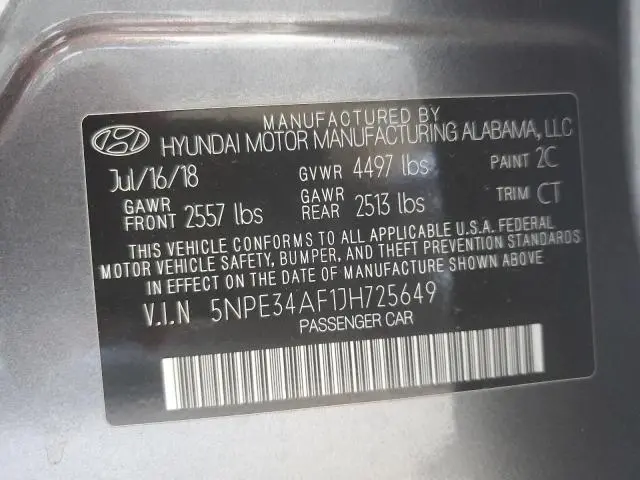 MANUFACTURED BY
HYUNDAI MOTOR MANUFACTURING ALABAMA, LLC
Jul/16/18 GVWR 4497 lbs PAINT 2C
GAWR FRONT 2557 lbs GAWR REAR 2513 lbs TRIM CT
THIS VEHICLE CONFORMS TO ALL APPLICABLE U.S.A. FEDERAL
MOTOR VEHICLE SAFETY, BUMPER, AND THEFT PREVENTION STANDARDS
IN EFFECT ON THE DATE OF MANUFACTURE SHOWN ABOVE
V.I.N 5NPE34AF1JH725649
PASSENGER CAR